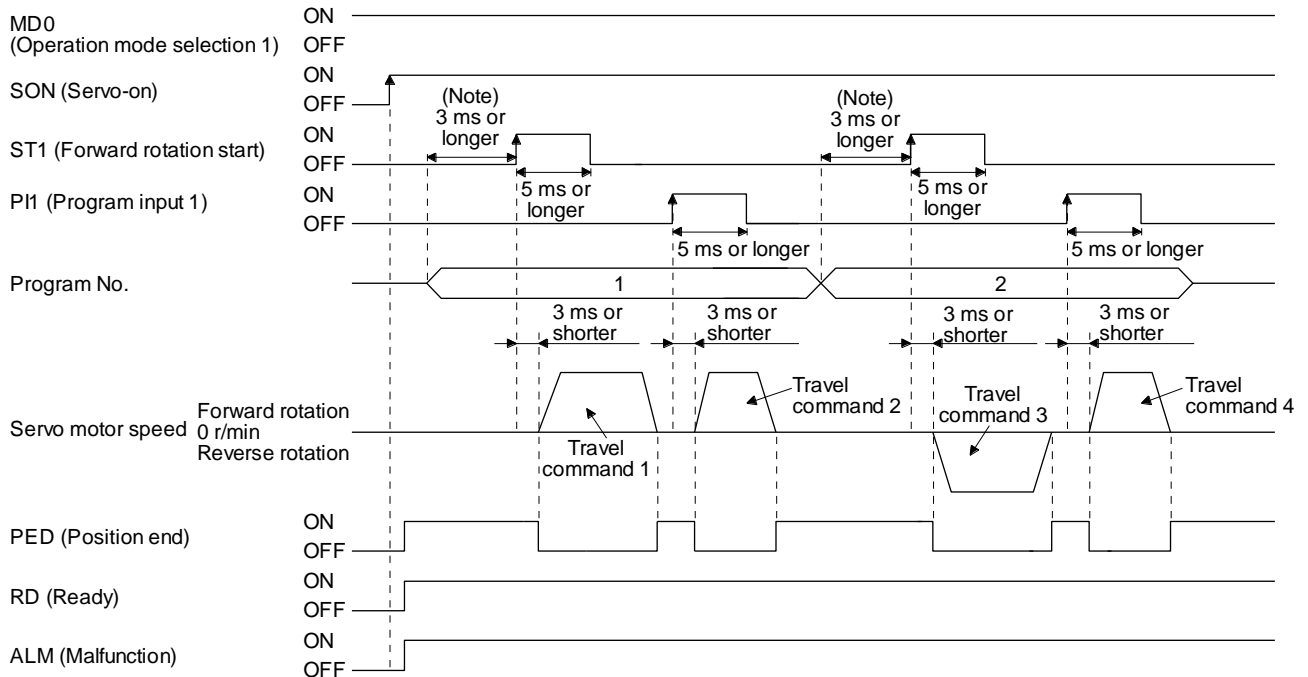 MD0
(Operation mode selection 1)
ON
OFF
SON (Servo-on)
ON
OFF
ST1 (Forward rotation start)
ON
OFF
(Note)
3 ms or
longer
5 ms or
longer
(Note)
3 ms or
longer
5 ms or
longer
PI1 (Program input 1)
ON
OFF
5 ms or longer
5 ms or longer
Program No.
1
2
3 ms or
shorter
3 ms or
shorter
3 ms or
shorter
3 ms or
shorter
Servo motor speed
Forward rotation
0 r/min
Reverse rotation
Travel
command 1
Travel
command 2
Travel
command 3
Travel
command 4
PED (Position end)
ON
OFF
RD (Ready)
ON
OFF
ALM (Malfunction)
ON
OFF